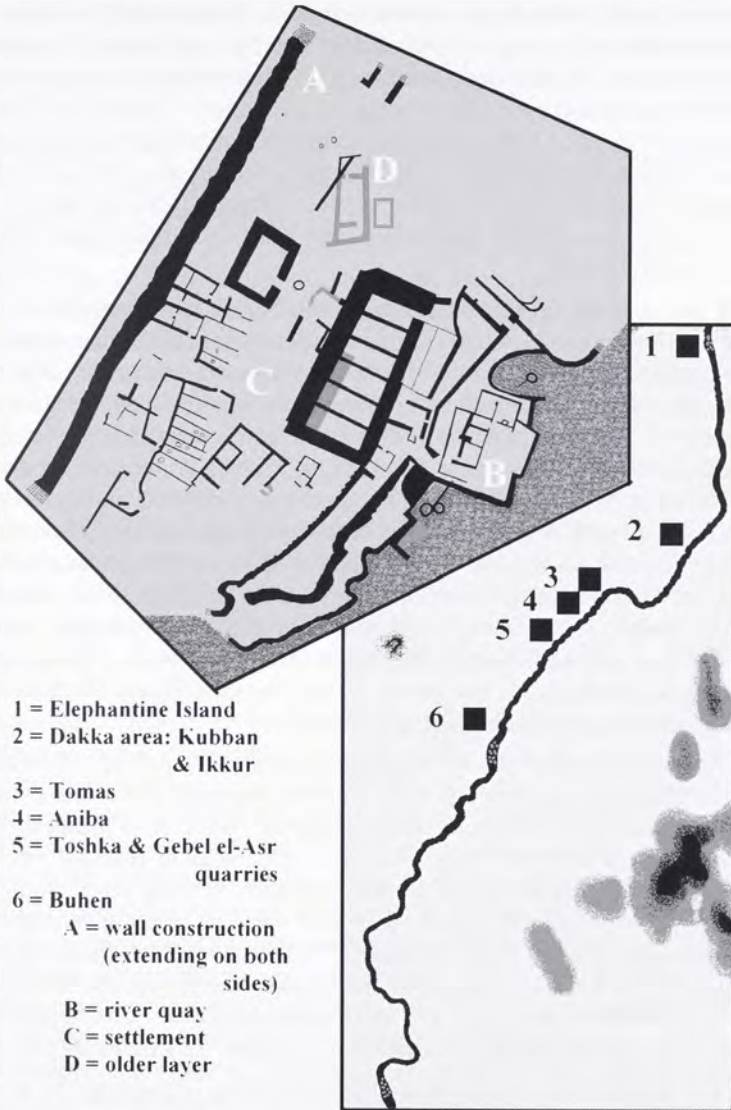 A
D
C
B
1
2
3
4
5
6
1 = Elephantine Island
2 = Dakka area: Kubban
& Ikkur
3 = Tomas
4 = Aniba
5 = Toshka & Gebel el-Asr
quarries
6 = Buhen
A = wall construction
(extending on both
sides)
B = river quay
C = settlement
D = older layer